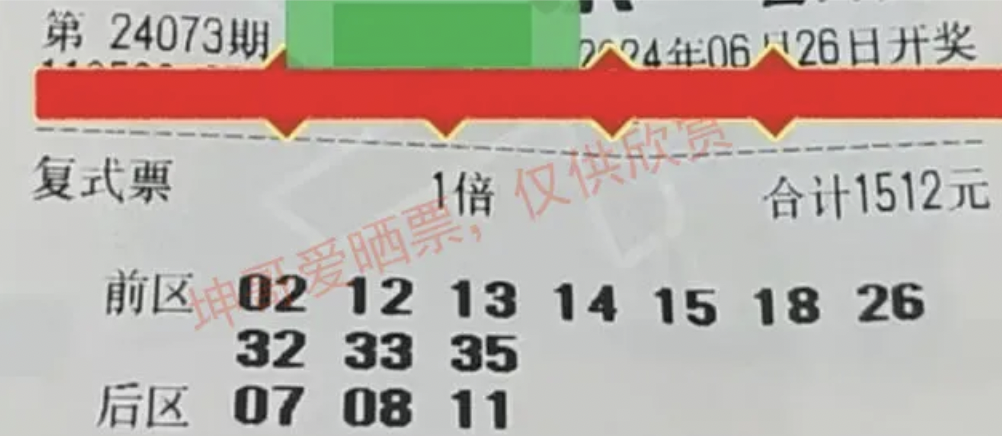 第 24073期
2024年06月26日开奖
复式票 1倍 合计1512元
坤哥爱晒票，仅供欣赏
前区 02 12 13 14 15 18 26
32 33 35
后区 07 08 11